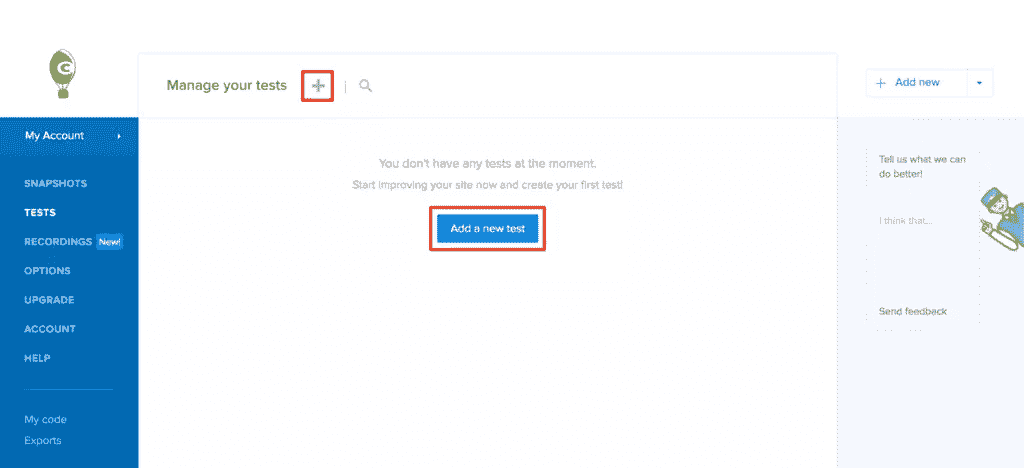 Manage your tests
Add new
My Account
SNAPSHOTS
TESTS
RECORDINGS New!
OPTIONS
UPGRADE
ACCOUNT
HELP
My code
Exports
You don't have any tests at the moment.
Start improving your site now and create your first test!
Add a new test
Tell us what we can
do better!
I think that...
Send feedback